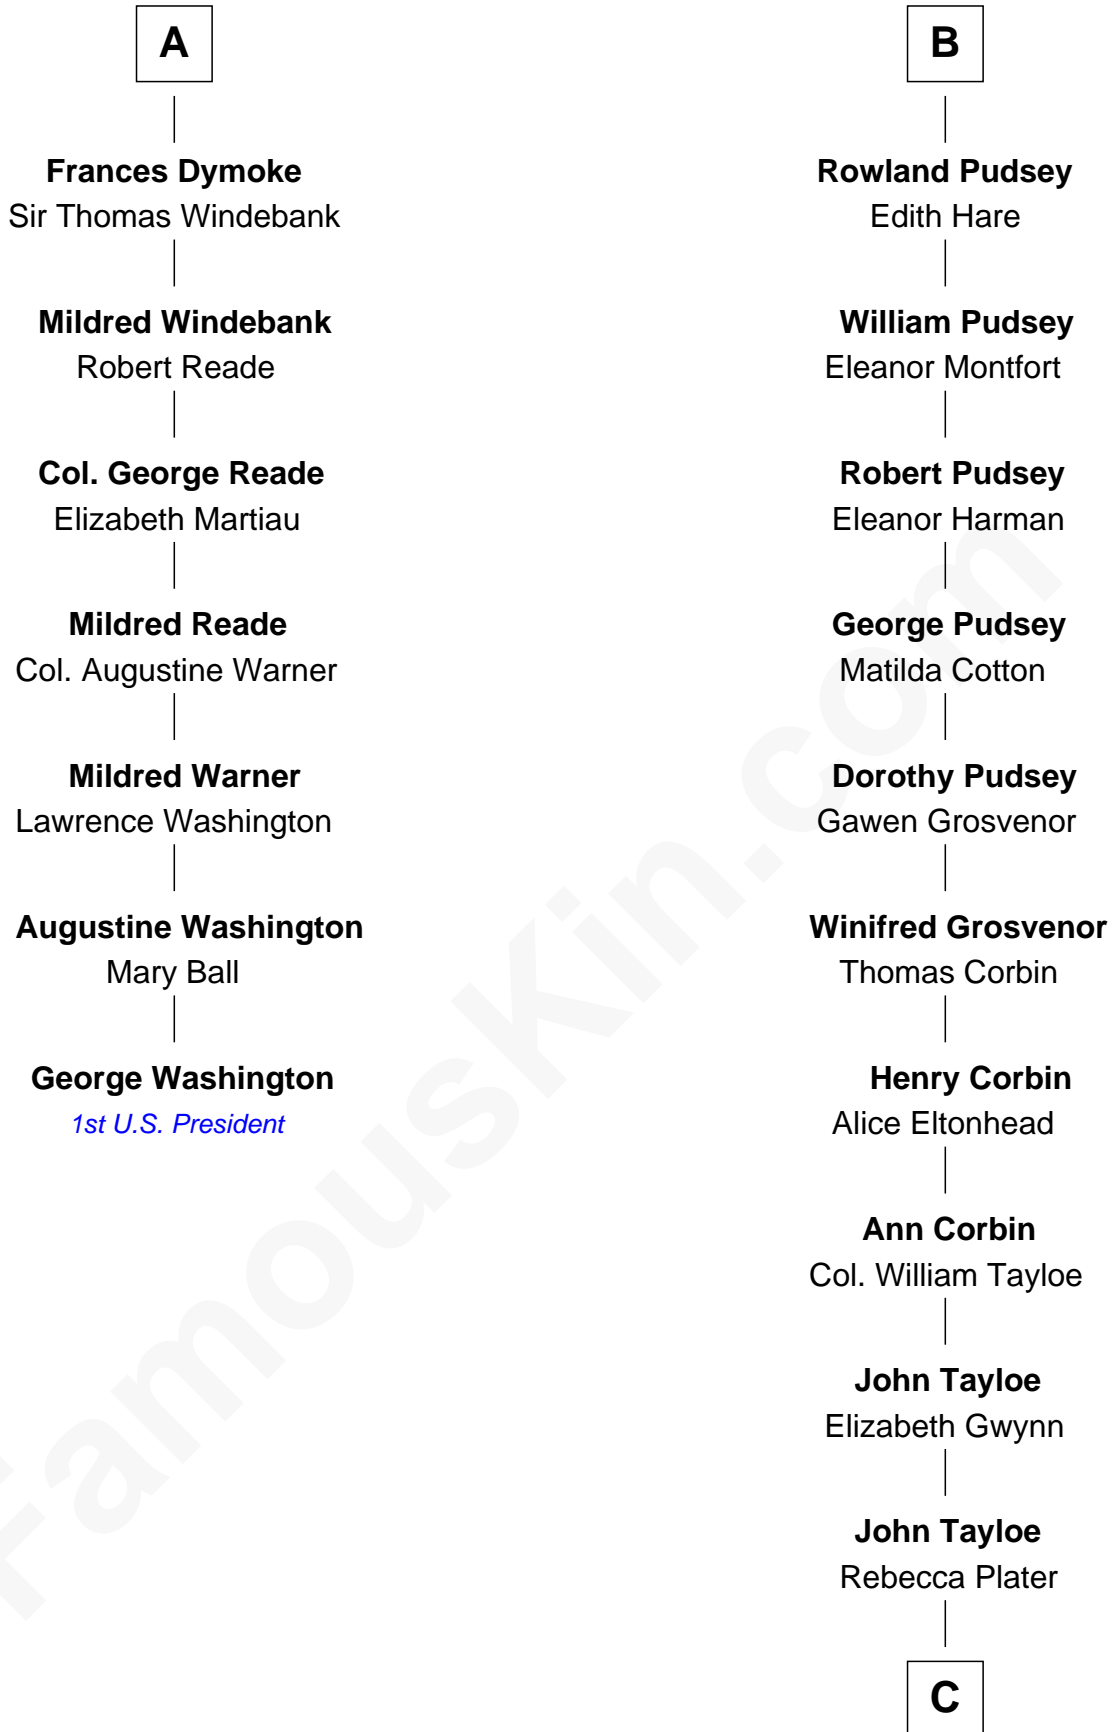 A
Frances Dymoke
Sir Thomas Windebank
Mildred Windebank
Robert Reade
Col. George Reade
Elizabeth Martiau
Mildred Reade
Col. Augustine Warner
Mildred Warner
Lawrence Washington
Augustine Washington
Mary Ball
George Washington
1st U.S. President
B
Rowland Pudsey
Edith Hare
William Pudsey
Eleanor Montfort
Robert Pudsey
Eleanor Harman
George Pudsey
Matilda Cotton
Dorothy Pudsey
Gawen Grosvenor
Winifred Grosvenor
Thomas Corbin
Henry Corbin
Alice Eltonhead
Ann Corbin
Col. William Tayloe
John Tayloe
Elizabeth Gwynn
John Tayloe
Rebecca Plater
C
FamousKin.com